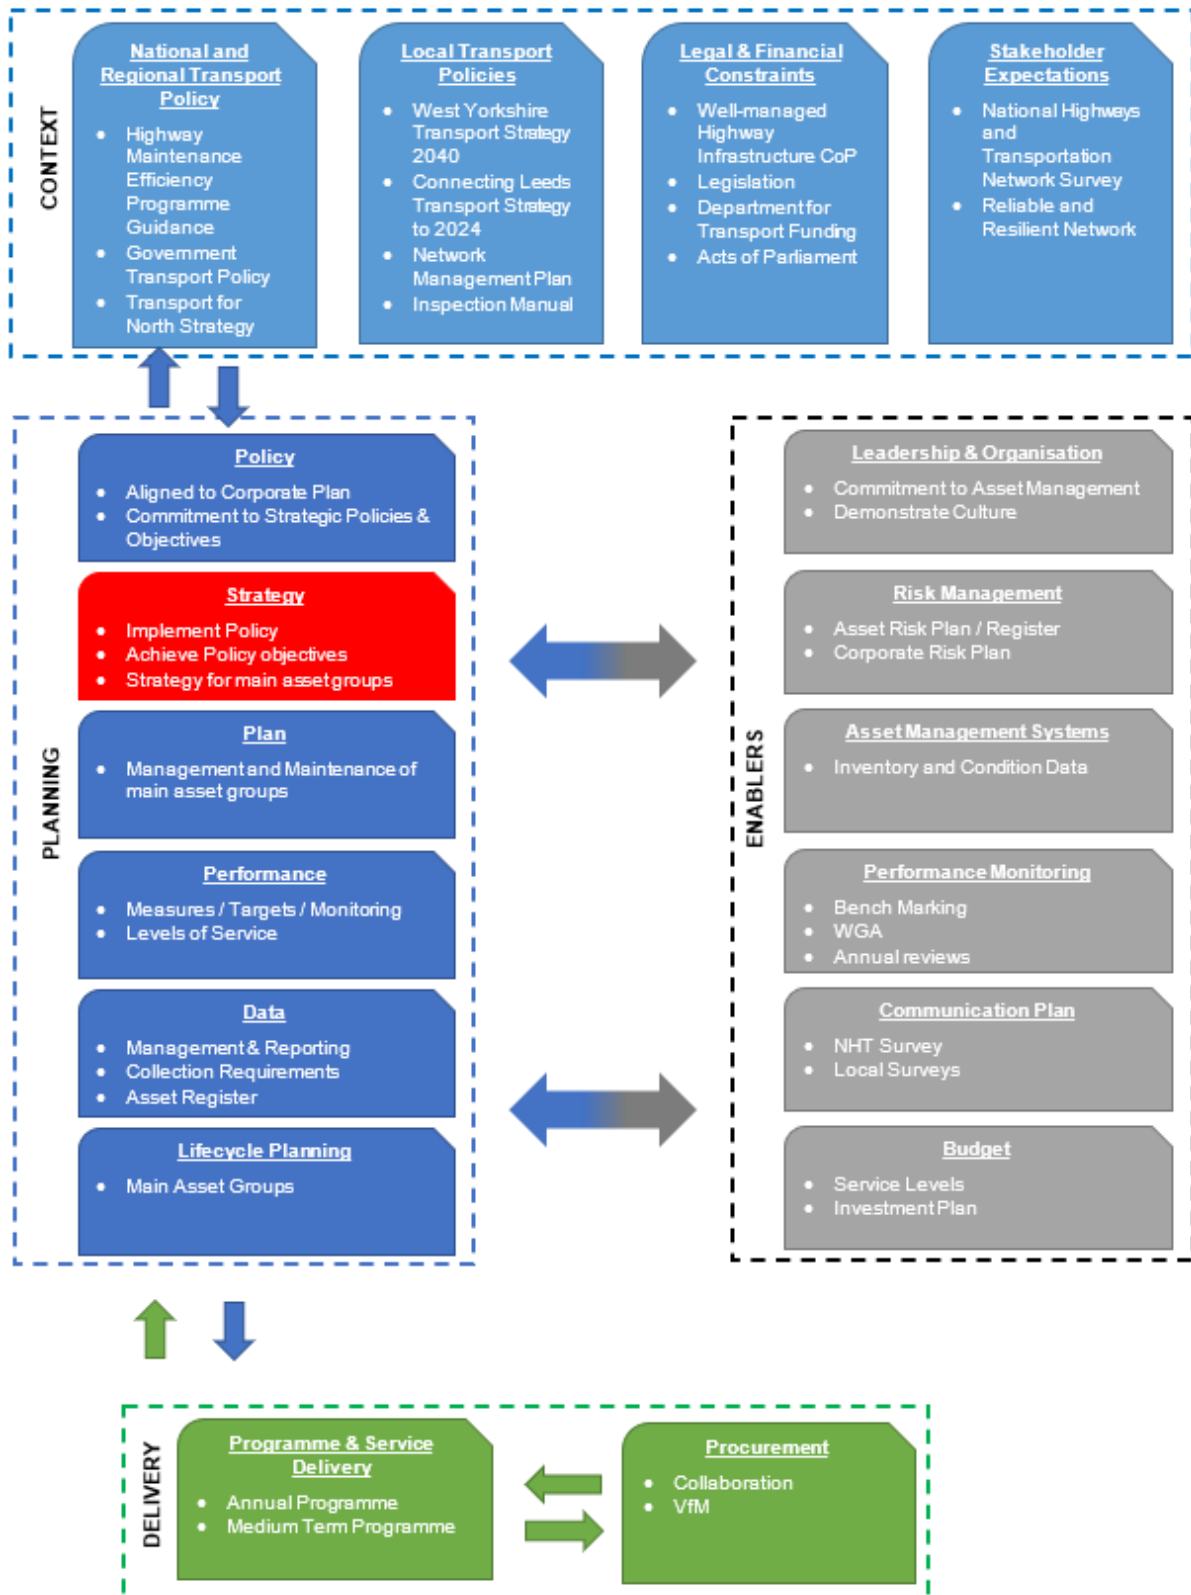 CONTEXT
National and
Regional Transport
Policy
• Highway
Maintenance
Efficiency
Programme
Guidance
• Government
Transport Policy
• Transport for
North Strategy
Local Transport
Policies
• West Yorkshire
Transport Strategy
2040
• Connecting Leeds
Transport Strategy
to 2024
• Network
Management Plan
• Inspection Manual
Legal & Financial
Constraints
• Well-managed
Highway
Infrastructure CoP
• Legislation
• Department for
Transport Funding
• Acts of Parliament
Stakeholder
Expectations
• National Highways
and
Transportation
Network Survey
• Reliable and
Resilient Network
PLANNING
Policy
• Aligned to Corporate Plan
• Commitment to Strategic Policies &
Objectives
Strategy
• Implement Policy
• Achieve Policy objectives
• Strategy for main asset groups
Plan
• Management and Maintenance of
main asset groups
Performance
• Measures / Targets / Monitoring
• Levels of Service
Data
• Management & Reporting
• Collection Requirements
• Asset Register
Lifecycle Planning
• Main Asset Groups
ENABLERS
Leadership & Organisation
• Commitment to Asset Management
• Demonstrate Culture
Risk Management
• Asset Risk Plan / Register
• Corporate Risk Plan
Asset Management Systems
• Inventory and Condition Data
Performance Monitoring
• Bench Marking
• WGA
• Annual reviews
Communication Plan
• NHT Survey
• Local Surveys
Budget
• Service Levels
• Investment Plan
DELIVERY
Programme & Service
Delivery
• Annual Programme
• Medium Term Programme
Procurement
• Collaboration
• VfM